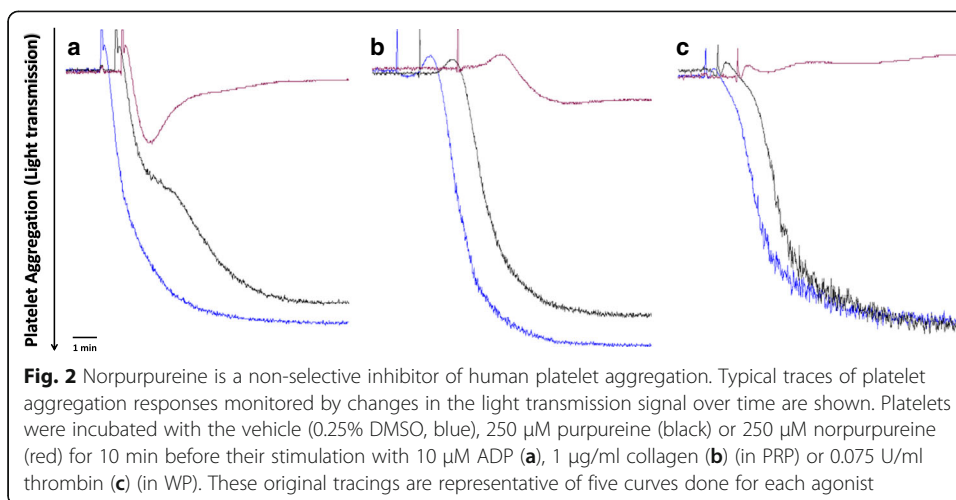 Platelet Aggregation (Light transmission)
a
b
c
1 min
Fig. 2 Norpurpureine is a non-selective inhibitor of human platelet aggregation. Typical traces of platelet
aggregation responses monitored by changes in the light transmission signal over time are shown. Platelets
were incubated with the vehicle (0.25% DMSO, blue), 250 μM purpureine (black) or 250 μM norpurpureine
(red) for 10 min before their stimulation with 10 μM ADP (a), 1 μg/ml collagen (b) (in PRP) or 0.075 U/ml
thrombin (c) (in WP). These original tracings are representative of five curves done for each agonist